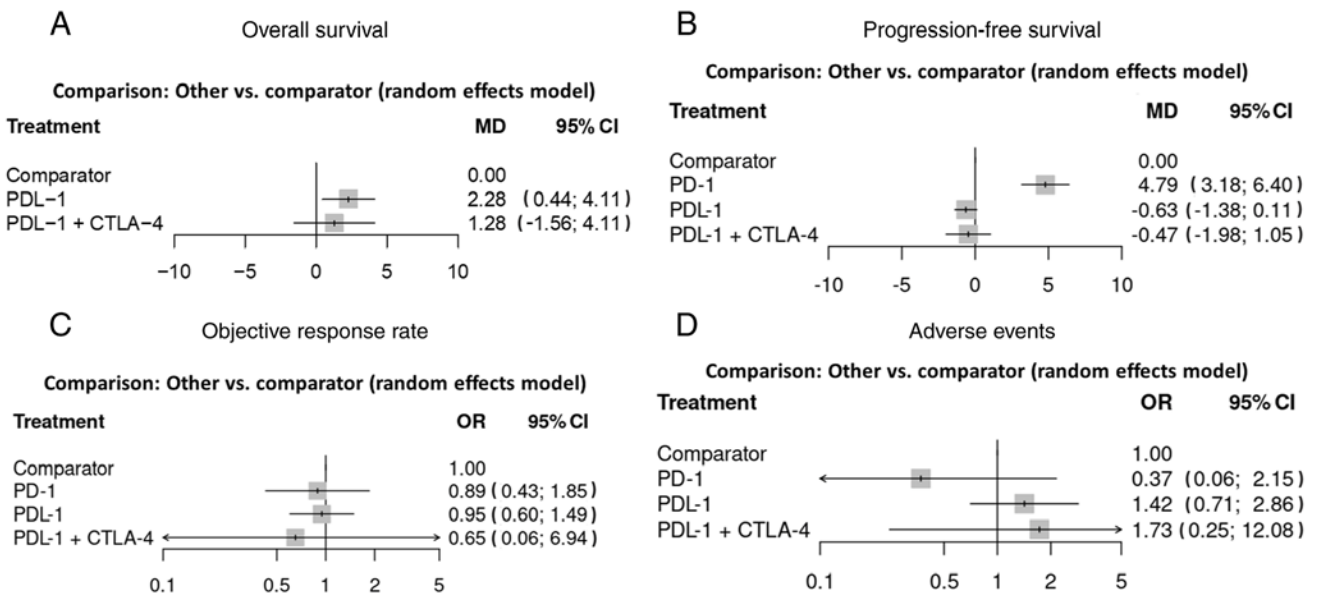 A
Overall survival
Comparison: Other vs. comparator (random effects model)
Treatment MD 95% CI
Comparator 0.00
PDL−1 2.28 (0.44; 4.11)
PDL−1 + CTLA−4 1.28 (-1.56; 4.11)
−10 −5 0 5 10
B
Progression-free survival
Comparison: Other vs. comparator (random effects model)
Treatment MD 95% CI
Comparator 0.00
PD-1 4.79 (3.18; 6.40)
PDL-1 -0.63 (-1.38; 0.11)
PDL-1 + CTLA-4 -0.47 (-1.98; 1.05)
-10 -5 0 5 10
C
Objective response rate
Comparison: Other vs. comparator (random effects model)
Treatment OR 95% CI
Comparator 1.00
PD-1 0.89 (0.43; 1.85)
PDL-1 0.95 (0.60; 1.49)
PDL-1 + CTLA-4 0.65 (0.06; 6.94)
0.1 0.5 1 2 5
D
Adverse events
Comparison: Other vs. comparator (random effects model)
Treatment OR 95% CI
Comparator 1.00
PD-1 0.37 (0.06; 2.15)
PDL-1 1.42 (0.71; 2.86)
PDL-1 + CTLA-4 1.73 (0.25; 12.08)
0.1 0.5 1 2 5